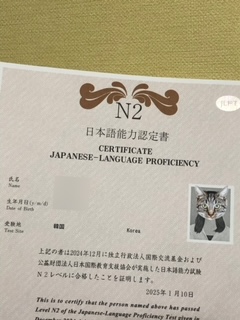 N2
日本語能力認定書
CERTIFICATE
JAPANESE-LANGUAGE PROFICIENCY
氏名
Name
生年月日(y/m/d)
Date of Birth
受験地 韓国 Korea
Test Site
上記の者は2024年12月に独立行政法人国際交流基金および
公益財団法人日本国際教育支援協会が実施した日本語能力試験
N2レベルに合格したことを証明します。
2025年1月10日
This is to certify that the person named above has passed
Level N2 of the Japanese-Language Proficiency Test given in